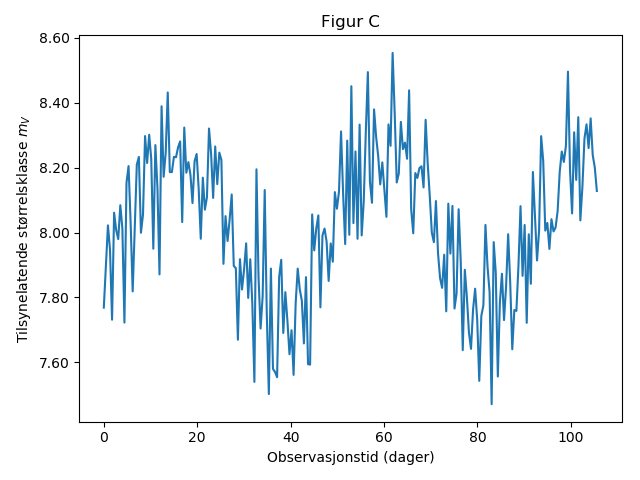 Figur C
8.60
8.40
8.20
8.00
7.80
7.60
Tilsynelatende størrelsklasse m_V
0 20 40 60 80 100
Observasjonstid (dager)